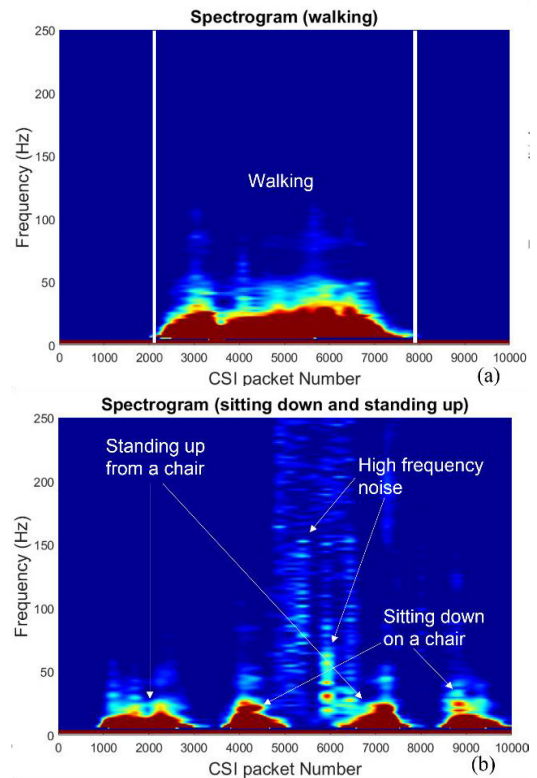 Spectrogram (walking)
250
200
150
100
50
0
Frequency (Hz)
Walking
0 1000 2000 3000 4000 5000 6000 7000 8000 9000 10000
CSI packet Number
(a)
Spectrogram (sitting down and standing up)
250
200
150
100
50
0
Frequency (Hz)
Standing up
from a chair
High frequency
noise
Sitting down
on a chair
0 1000 2000 3000 4000 5000 6000 7000 8000 9000 10000
CSI packet Number
(b)